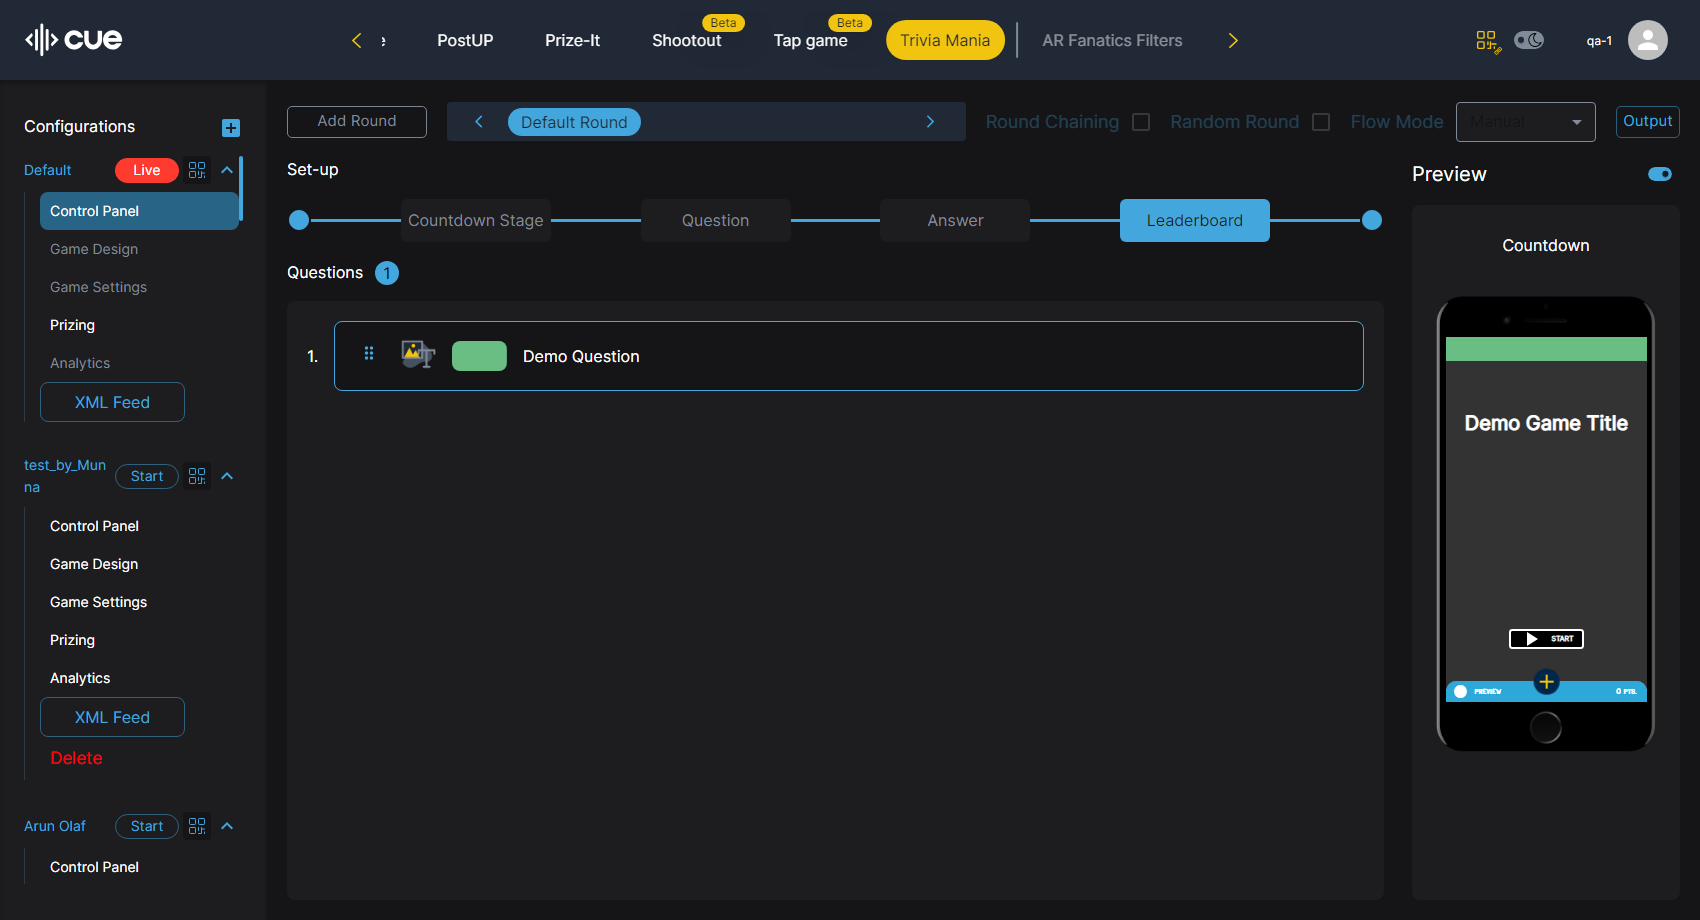 cue
e
PostUP
Prize-It
Shootout
Beta
Tap game
Beta
Trivia Mania
AR Fanatics Filters
qa-1
Configurations
Default
Live
Control Panel
Game Design
Game Settings
Prizing
Analytics
XML Feed
test_by_Mun
na
Start
Control Panel
Game Design
Game Settings
Prizing
Analytics
XML Feed
Delete
Arun Olaf
Start
Control Panel
Add Round
Default Round
Round Chaining
Random Round
Flow Mode
Manual
Output
Set-up
Countdown Stage
Question
Answer
Leaderboard
Questions 1
1. Demo Question
Preview
Countdown
Demo Game Title
START
PREVIEW
0 PTS.